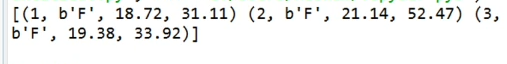 [(1, b'F', 18.72, 31.11) (2, b'F', 21.14, 52.47) (3,
b'F', 19.38, 33.92)]